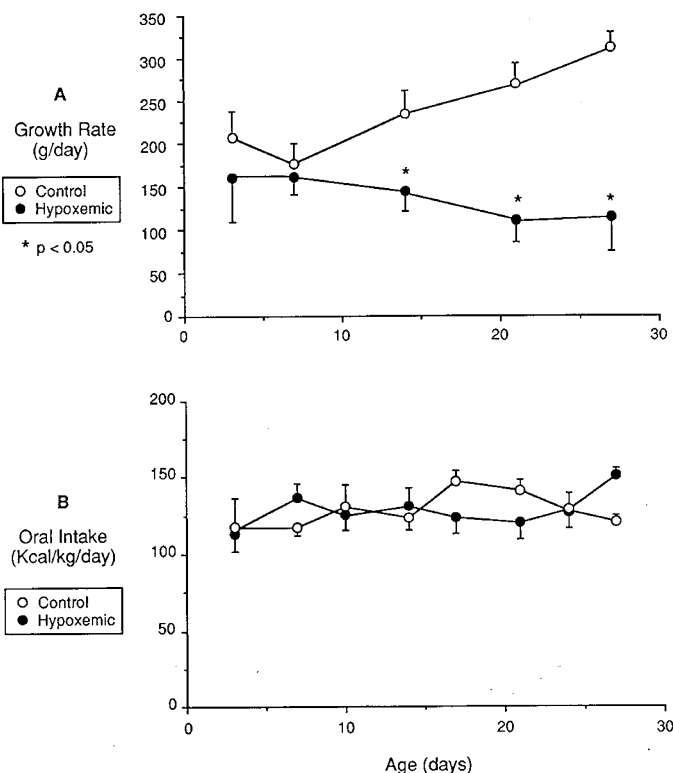 350
300
250
200
150
100
50
0
A
Growth Rate
(g/day)
Control
Hypoxemic
* p < 0.05
*
*
*
0
10
20
30
200
150
100
50
0
B
Oral Intake
(Kcal/kg/day)
Control
Hypoxemic
0
10
20
30
Age (days)